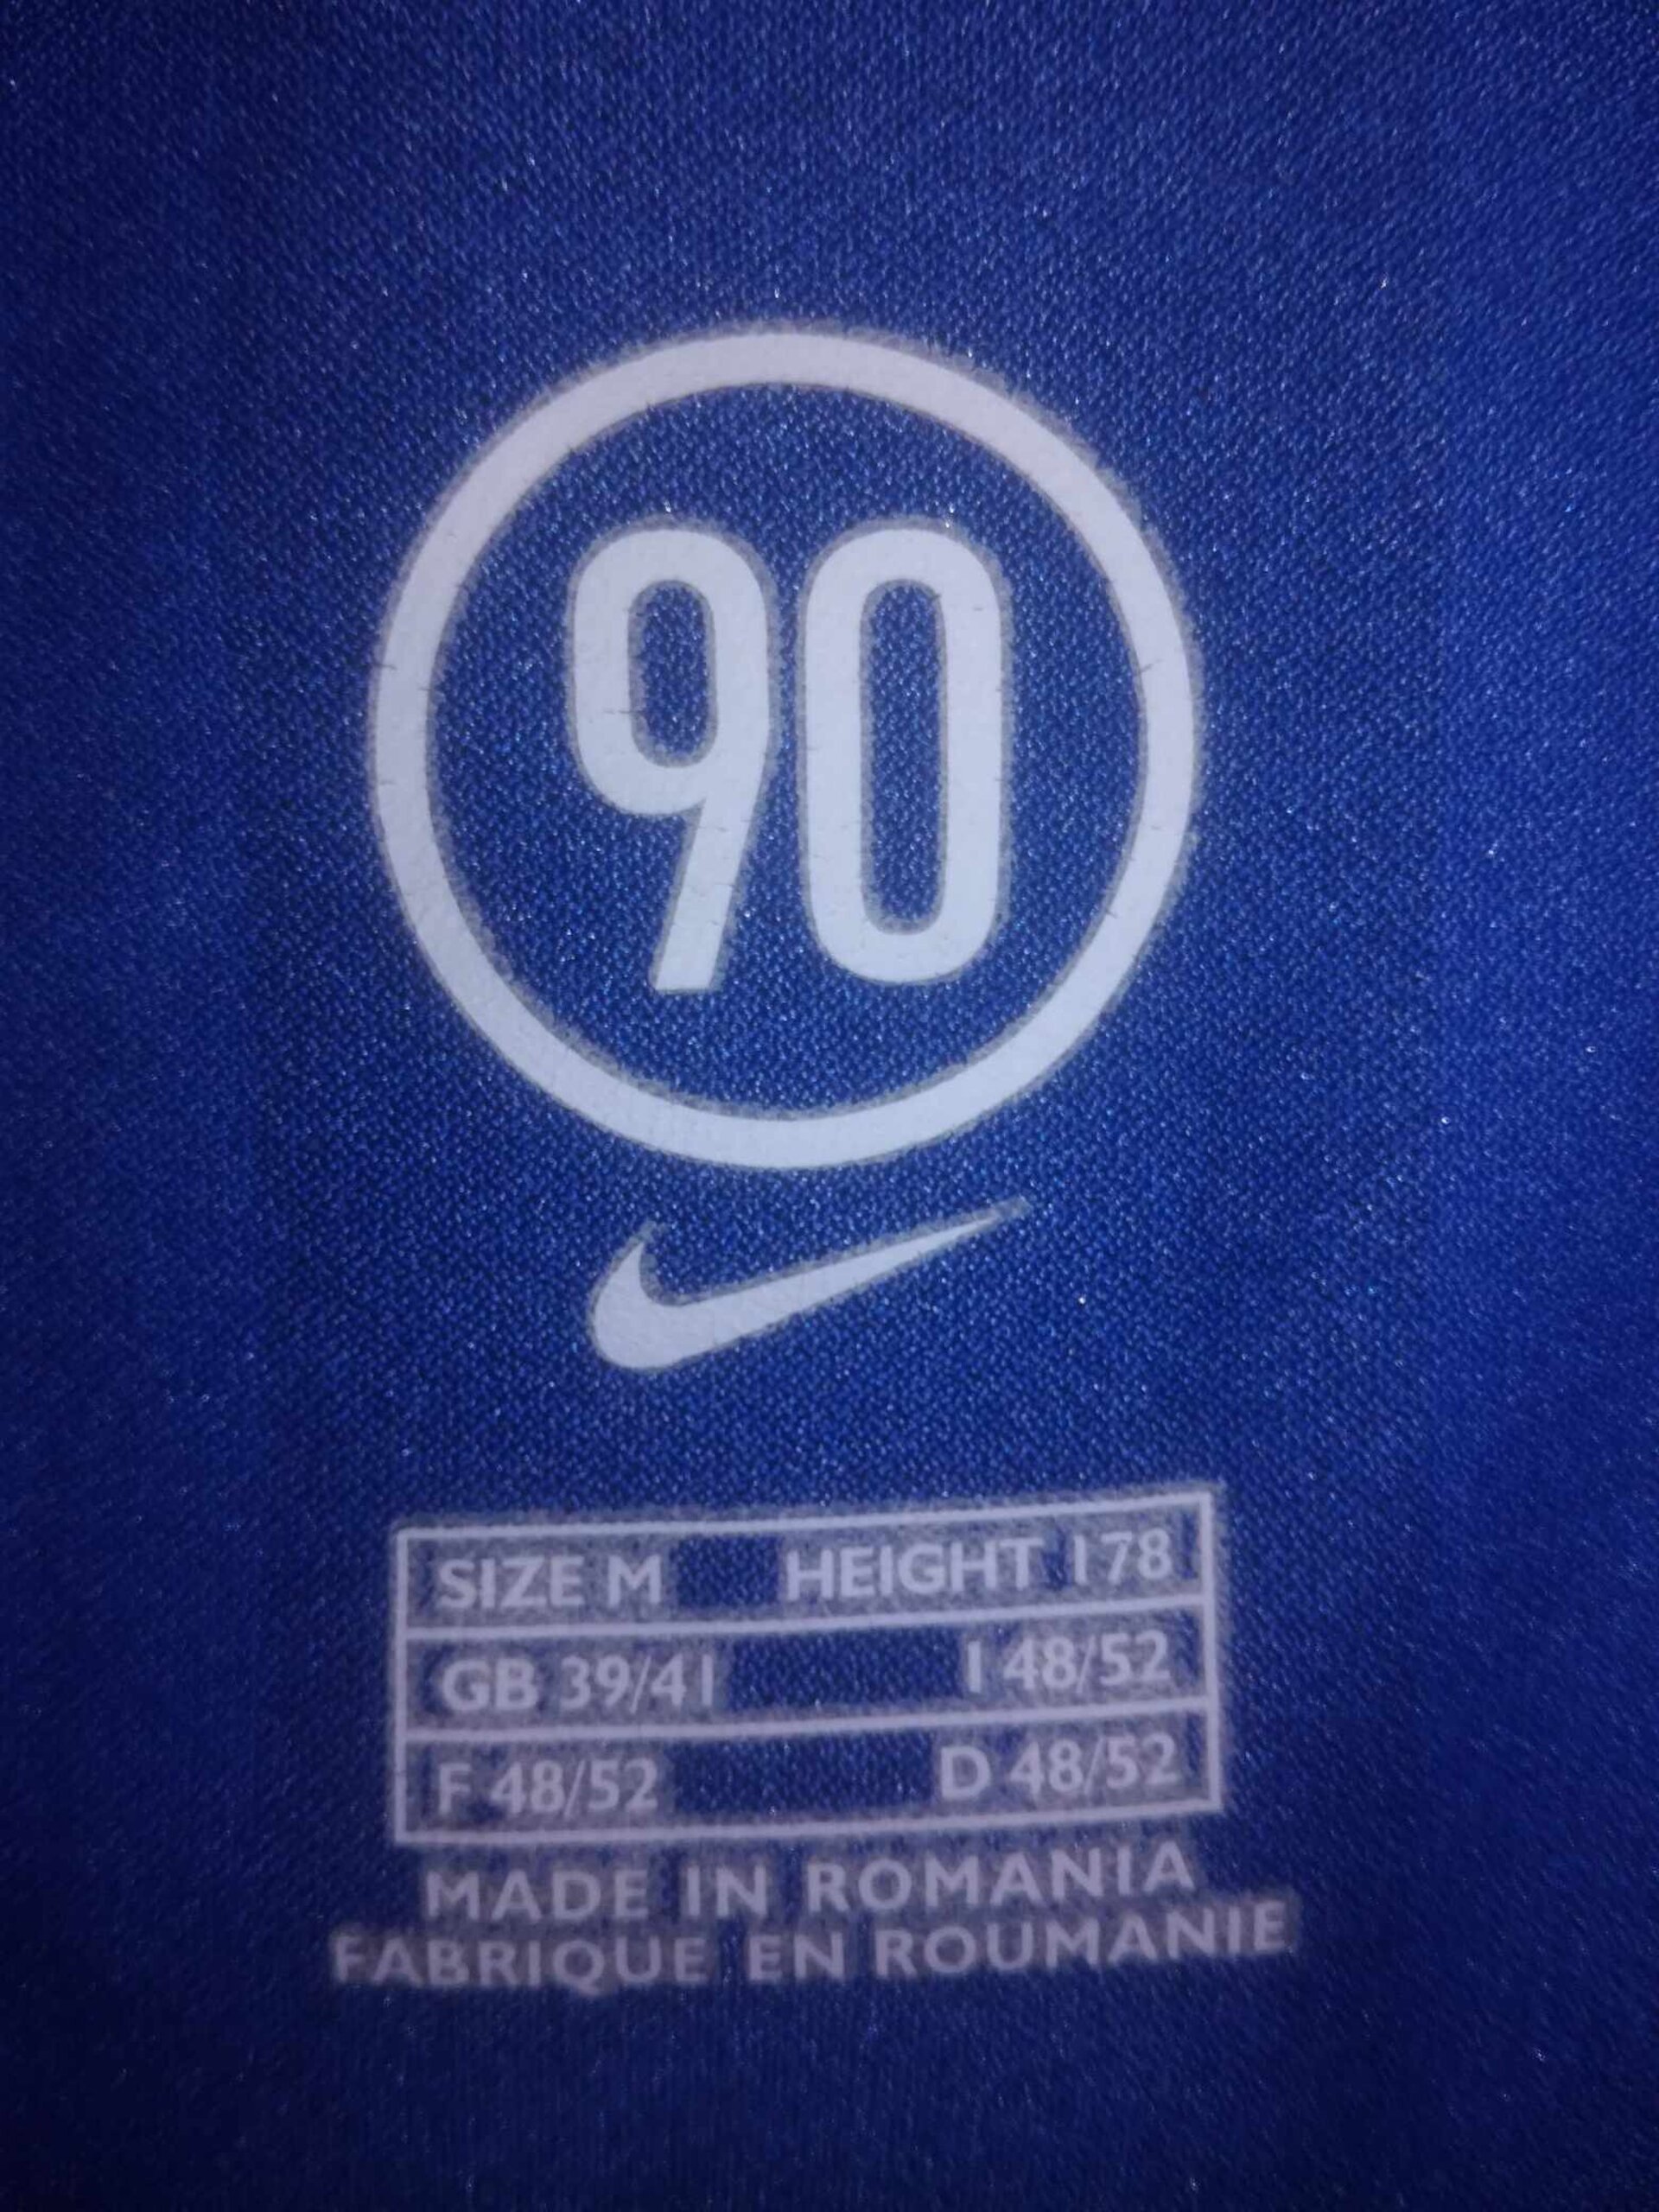 90
SIZE M HEIGHT 178
GB 39/41 I 48/52
F 48/52 D 48/52
MADE IN ROMANIA
FABRIQUE EN ROUMANIE